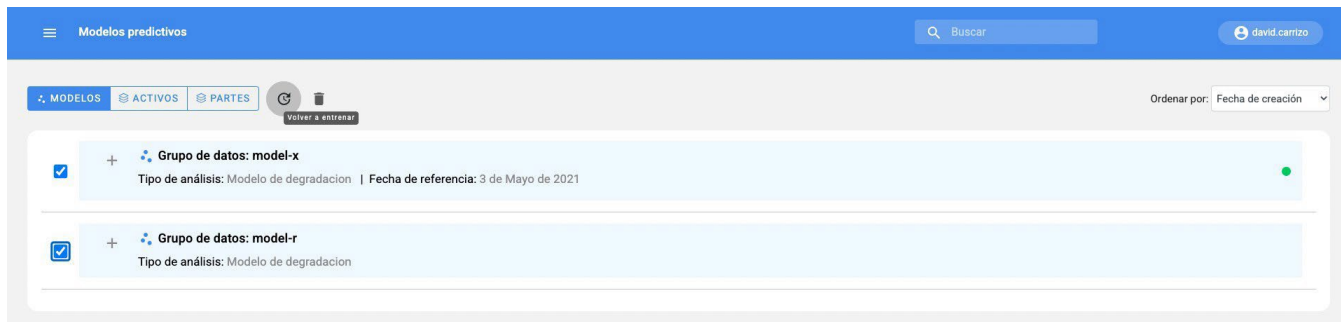 Modelos predictivos
Buscar
david.carrizo
MODELOS
ACTIVOS
PARTES
Volver a entrenar
Ordenar por: Fecha de creación
Grupo de datos: model-x
Tipo de análisis: Modelo de degradacion | Fecha de referencia: 3 de Mayo de 2021
Grupo de datos: model-r
Tipo de análisis: Modelo de degradacion